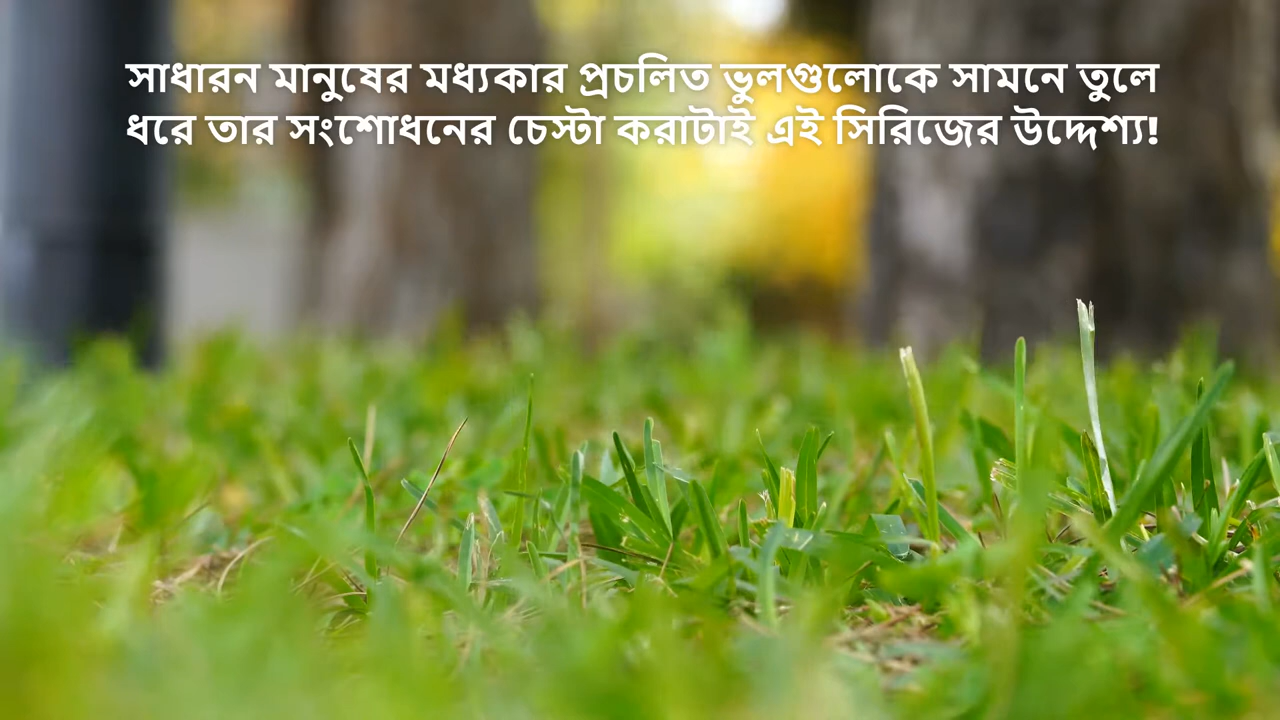 সাধারন মানুষের মধ্যকার প্রচলিত ভুলগুলোকে সামনে তুলে
ধরে তার সংশোধনের চেস্টা করাটাই এই সিরিজের উদ্দেশ্য!